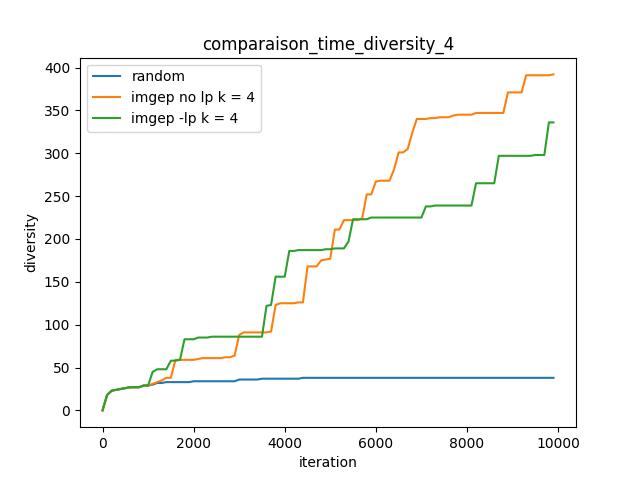 comparaison_time_diversity_4
random
imgep no lp k = 4
imgep -lp k = 4
400
350
300
250
200
150
100
50
0
diversity
0 2000 4000 6000 8000 10000
iteration